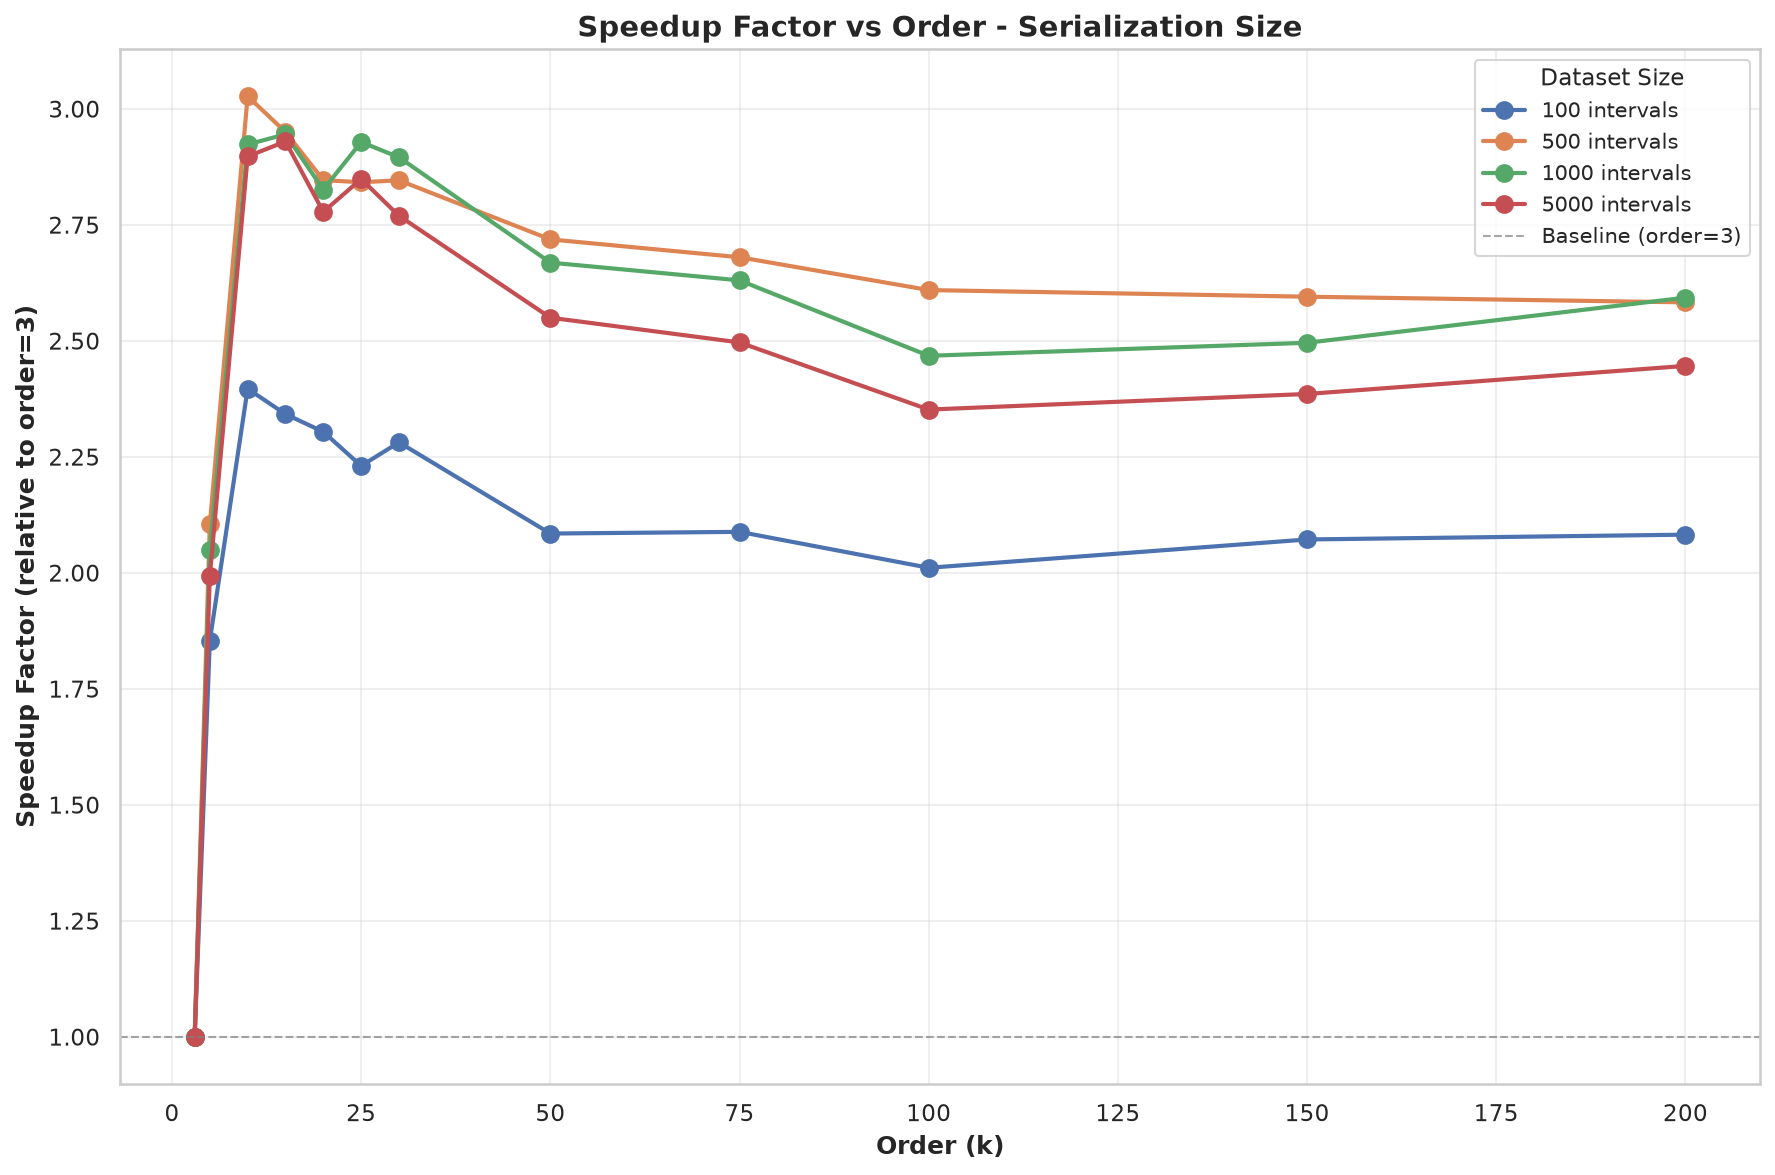 Speedup Factor vs Order - Serialization Size
Speedup Factor (relative to order=3)
3.00
2.75
2.50
2.25
2.00
1.75
1.50
1.25
1.00
Dataset Size
100 intervals
500 intervals
1000 intervals
5000 intervals
Baseline (order=3)
0 25 50 75 100 125 150 175 200
Order (k)